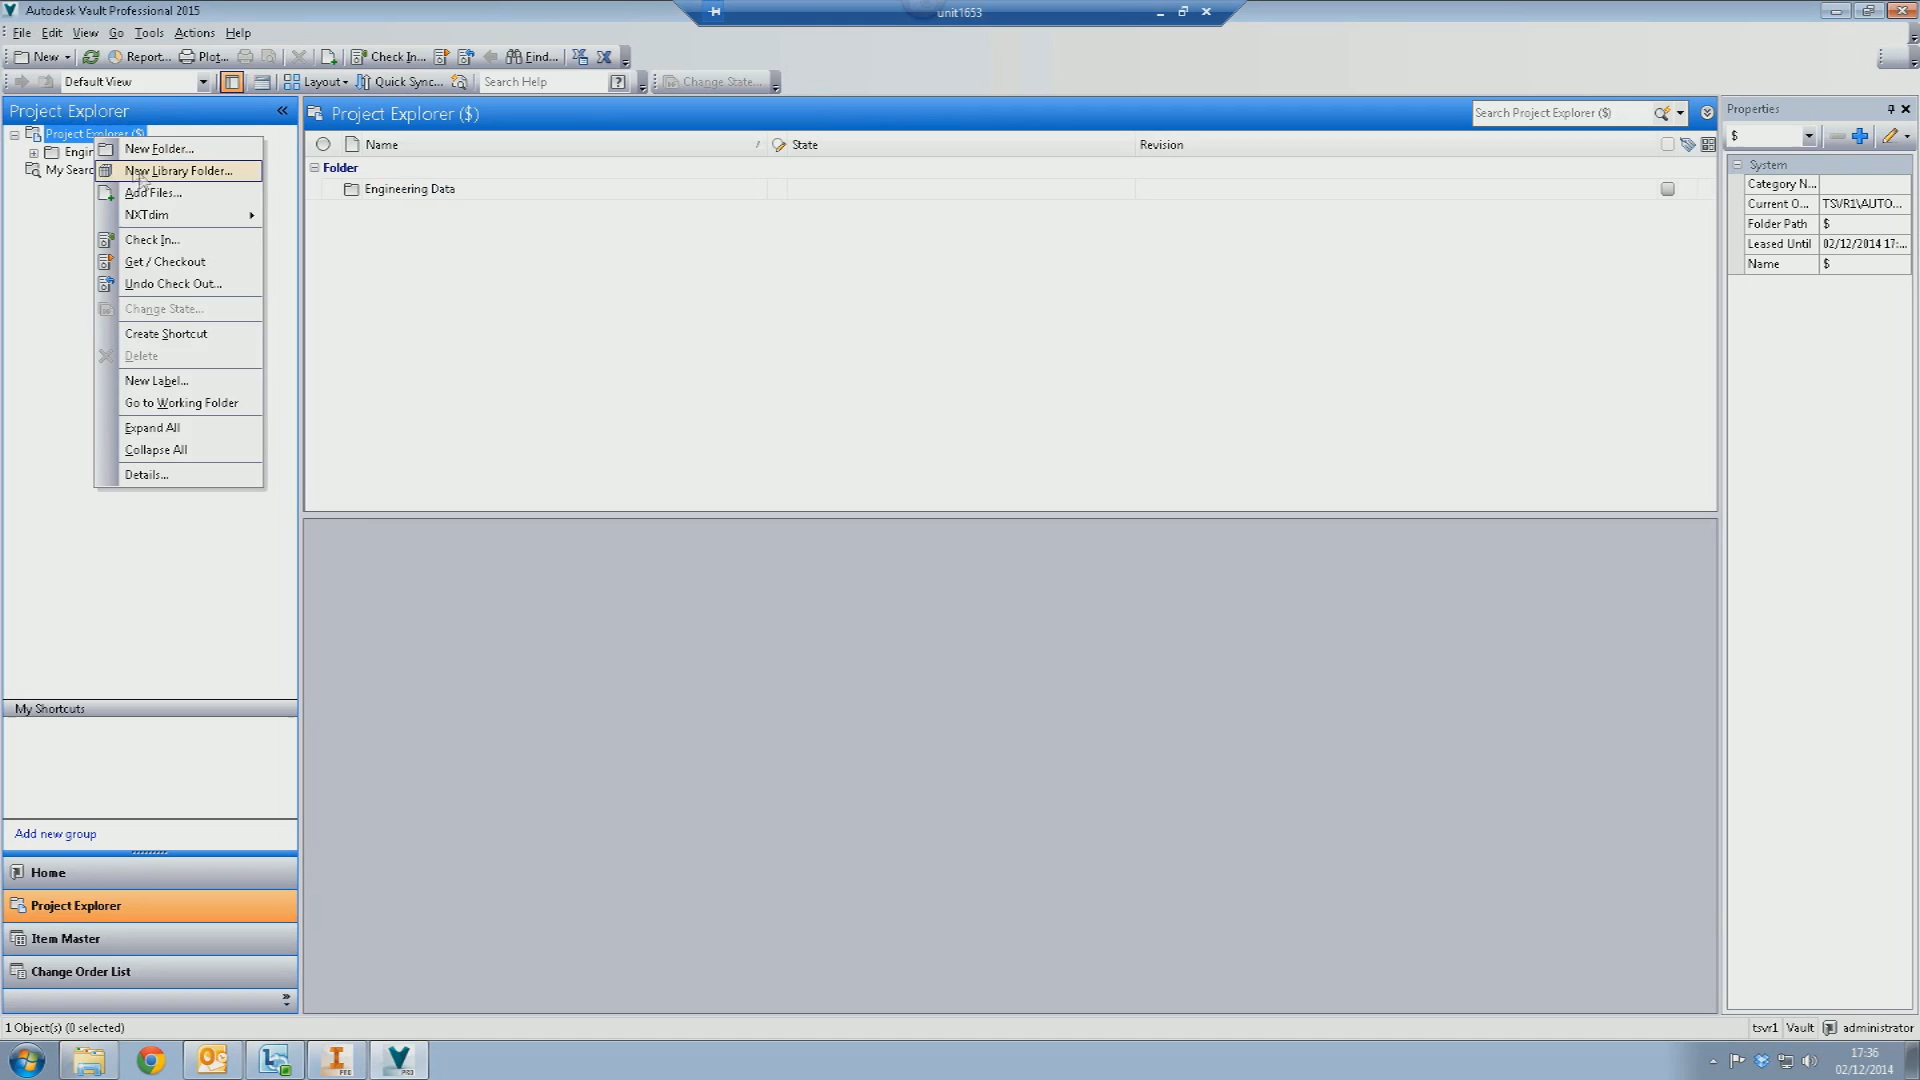 Autodesk Vault Professional 2015
unit1653
File Edit View Go Tools Actions Help
New Report... Plot... Check In... Find...
Default View Layout Quick Sync... Search Help Change State...
Project Explorer
Project Explorer ($)
Engin
My Searc
New Folder...
New Library Folder...
Add Files...
NXTdim
Check In...
Get / Checkout
Undo Check Out...
Change State...
Create Shortcut
Delete
New Label...
Go to Working Folder
Expand All
Collapse All
Details...
My Shortcuts
Add new group
Home
Project Explorer
Item Master
Change Order List
Project Explorer ($)
Search Project Explorer ($)
Name State Revision
Folder
Engineering Data
Properties
$
System
Category N...
Current O... TSVR1\AUTO...
Folder Path $
Leased Until 02/12/2014 17:...
Name $
1 Object(s) (0 selected)
tsvr1 Vault administrator
17:36
02/12/2014